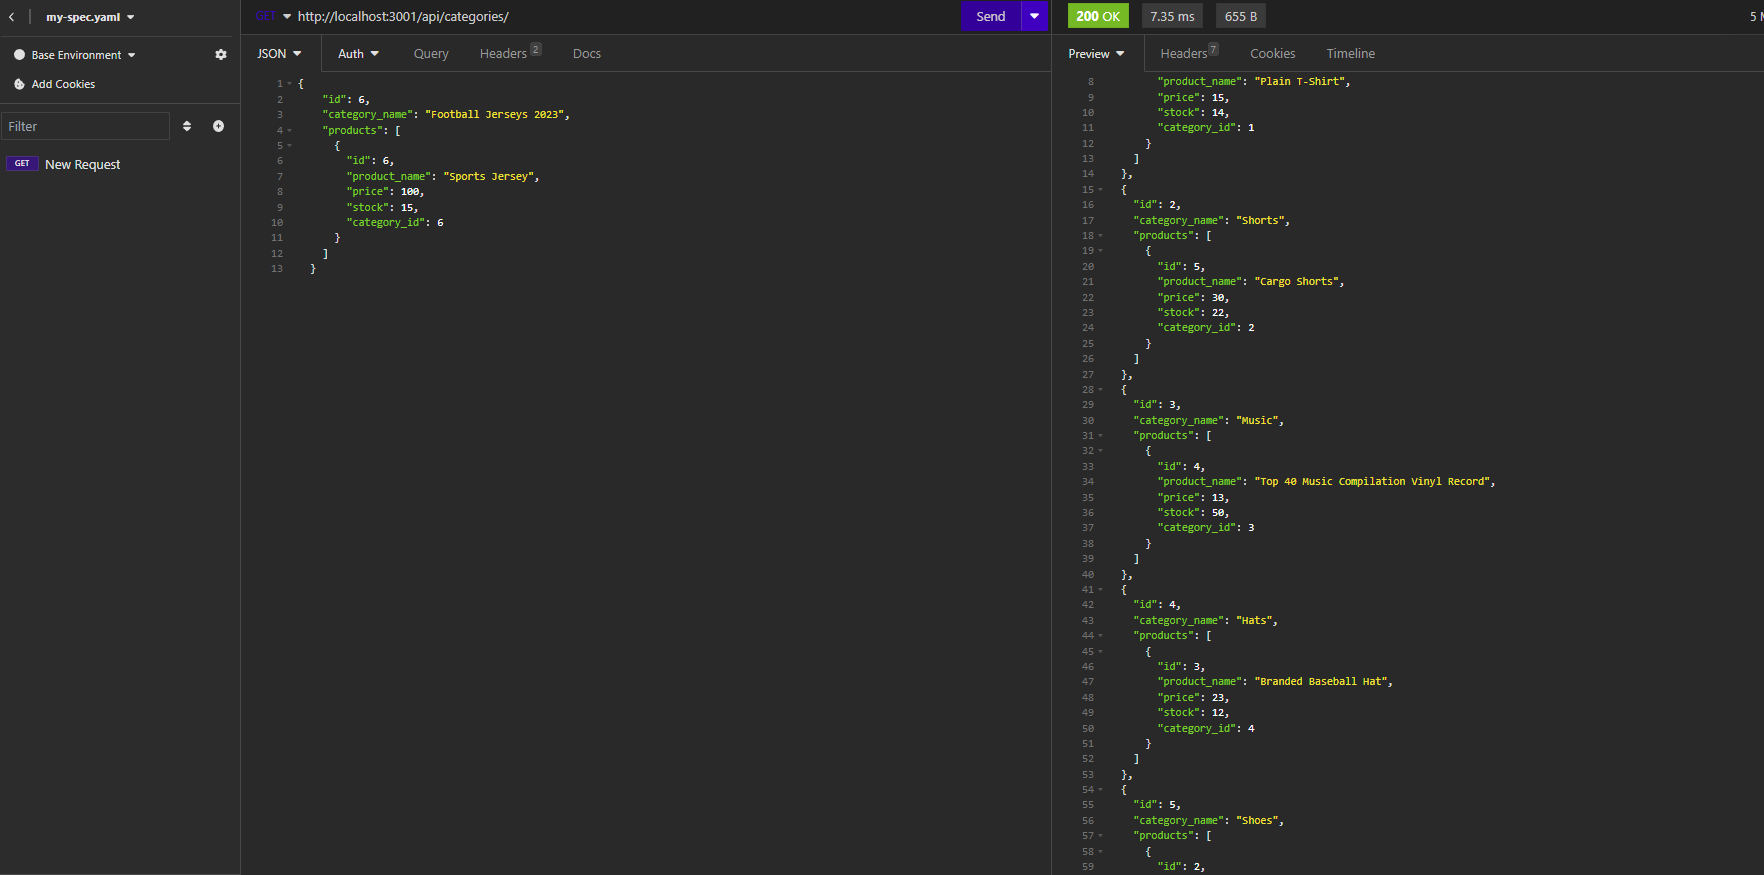 my-spec.yaml
Base Environment
Add Cookies
Filter
GET New Request
GET http://localhost:3001/api/categories/ Send
JSON Auth Query Headers 2 Docs
1 {
2 "id": 6,
3 "category_name": "Football Jerseys 2023",
4 "products": [
5 {
6 "id": 6,
7 "product_name": "Sports Jersey",
8 "price": 100,
9 "stock": 15,
10 "category_id": 6
11 }
12 ]
13 }
200 OK 7.35 ms 655 B 5
Preview Headers 7 Cookies Timeline
8 "product_name": "Plain T-Shirt",
9 "price": 15,
10 "stock": 14,
11 "category_id": 1
12 }
13 ]
14 },
15 {
16 "id": 2,
17 "category_name": "Shorts",
18 "products": [
19 {
20 "id": 5,
21 "product_name": "Cargo Shorts",
22 "price": 30,
23 "stock": 22,
24 "category_id": 2
25 }
26 ]
27 },
28 {
29 "id": 3,
30 "category_name": "Music",
31 "products": [
32 {
33 "id": 4,
34 "product_name": "Top 40 Music Compilation Vinyl Record",
35 "price": 13,
36 "stock": 50,
37 "category_id": 3
38 }
39 ]
40 },
41 {
42 "id": 4,
43 "category_name": "Hats",
44 "products": [
45 {
46 "id": 3,
47 "product_name": "Branded Baseball Hat",
48 "price": 23,
49 "stock": 12,
50 "category_id": 4
51 }
52 ]
53 },
54 {
55 "id": 5,
56 "category_name": "Shoes",
57 "products": [
58 {
59 "id": 2,